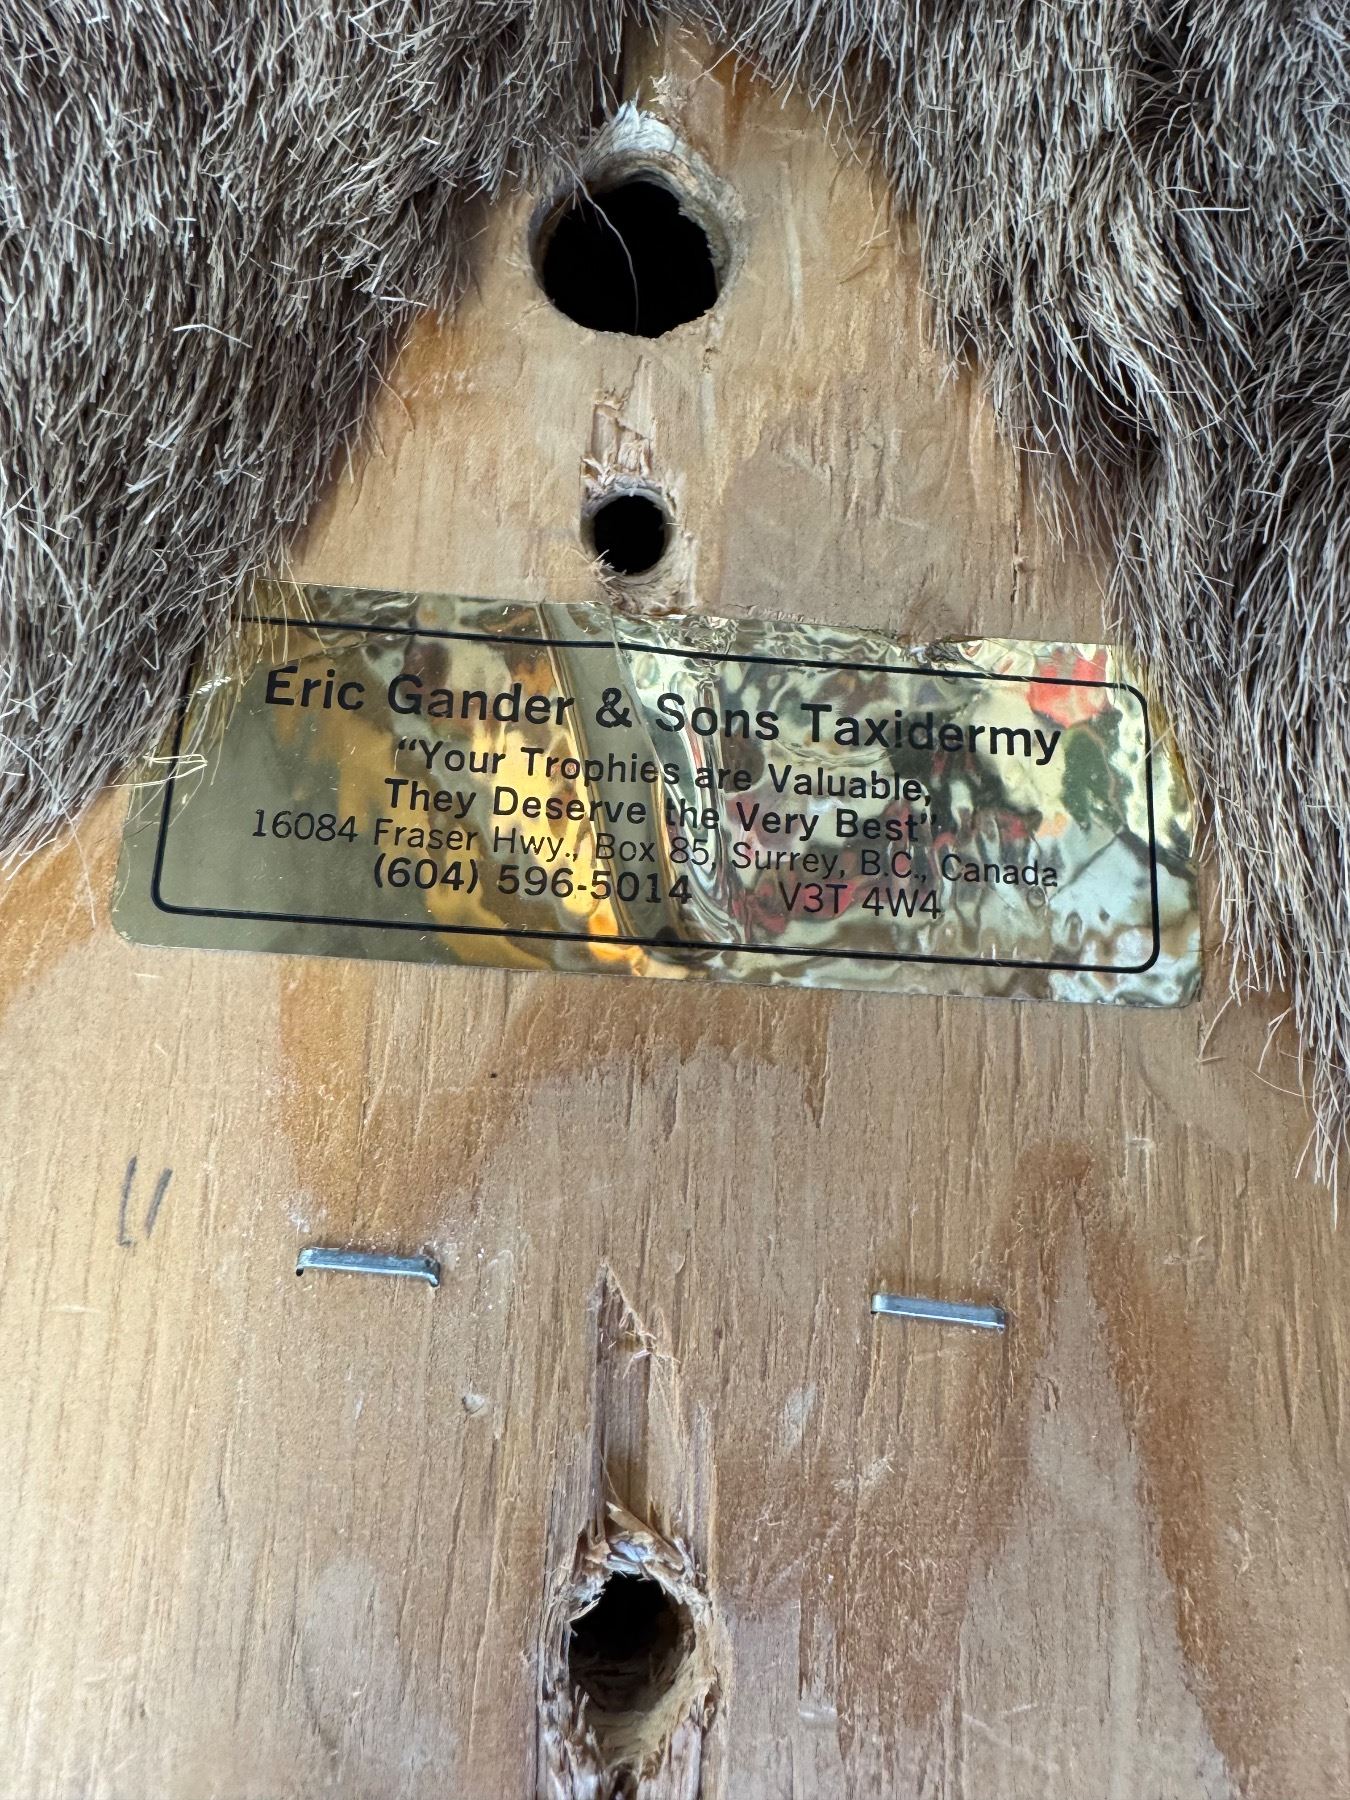 Eric Gander & Sons Taxidermy
“Your Trophies are Valuable,
They Deserve the Very Best”
16084 Fraser Hwy., Box 85, Surrey, B.C., Canada
(604) 596-5014 V3T 4W4